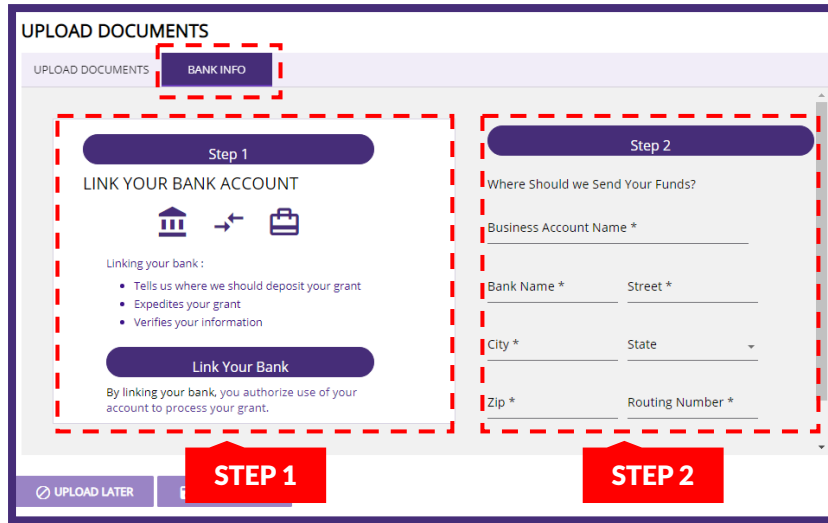 UPLOAD DOCUMENTS
UPLOAD DOCUMENTS BANK INFO
Step 1
LINK YOUR BANK ACCOUNT
Linking your bank :
• Tells us where we should deposit your grant
• Expedites your grant
• Verifies your information
Link Your Bank
By linking your bank, you authorize use of your
account to process your grant.
Step 2
Where Should we Send Your Funds?
Business Account Name *
Bank Name * Street *
City * State
Zip * Routing Number *
STEP 1
STEP 2
UPLOAD LATER